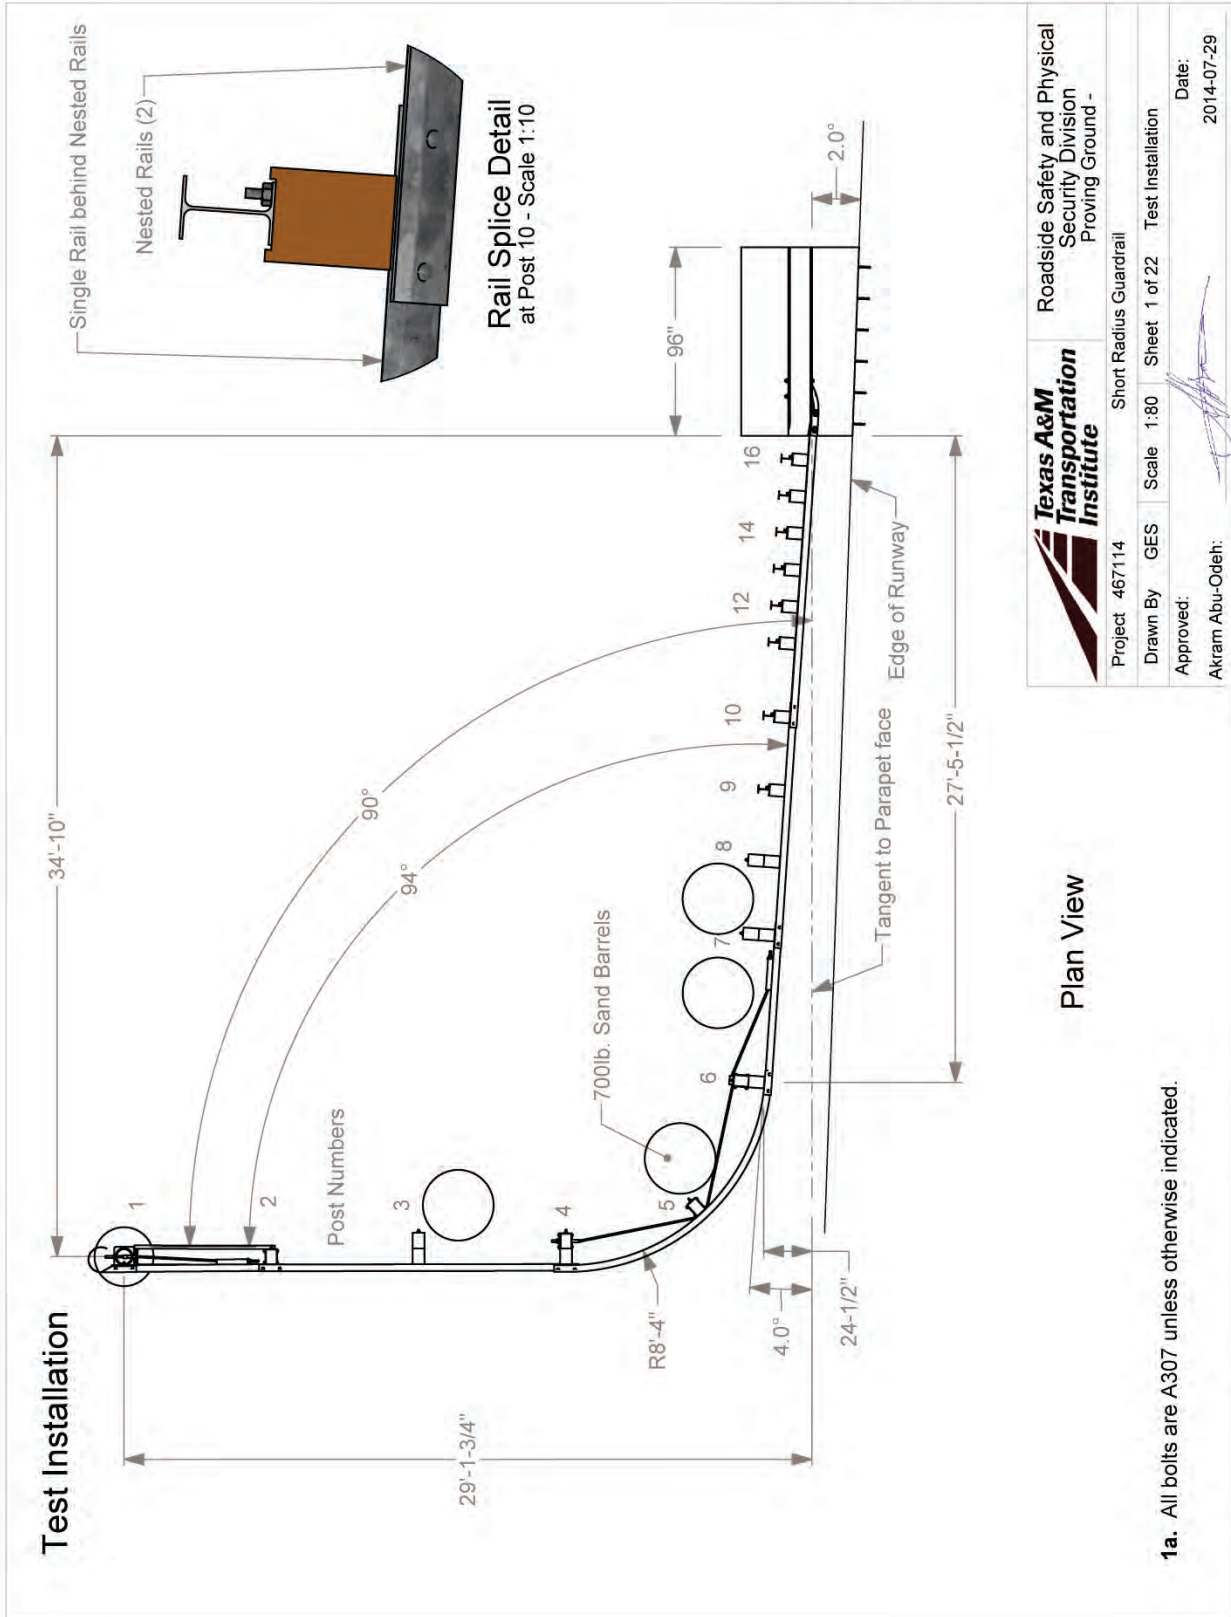 Test Installation
34'-10"
29'-1-3/4"
90°
94°
Post Numbers
1
2
3
4
5
6
7
8
9
10
12
14
16
700lb. Sand Barrels
R8'-4"
4.0°
24-1/2"
96"
2.0°
27'-5-1/2"
Edge of Runway
Tangent to Parapet face
Single Rail behind Nested Rails
Nested Rails (2)
Rail Splice Detail
at Post 10 - Scale 1:10
Plan View
1a. All bolts are A307 unless otherwise indicated.
Texas A&M
Transportation
Institute
Roadside Safety and Physical
Security Division
Proving Ground -
Project 467114 Short Radius Guardrail
Drawn By GES Scale 1:80 Sheet 1 of 22 Test Installation
Approved: Date:
Akram Abu-Odeh: 2014-07-29